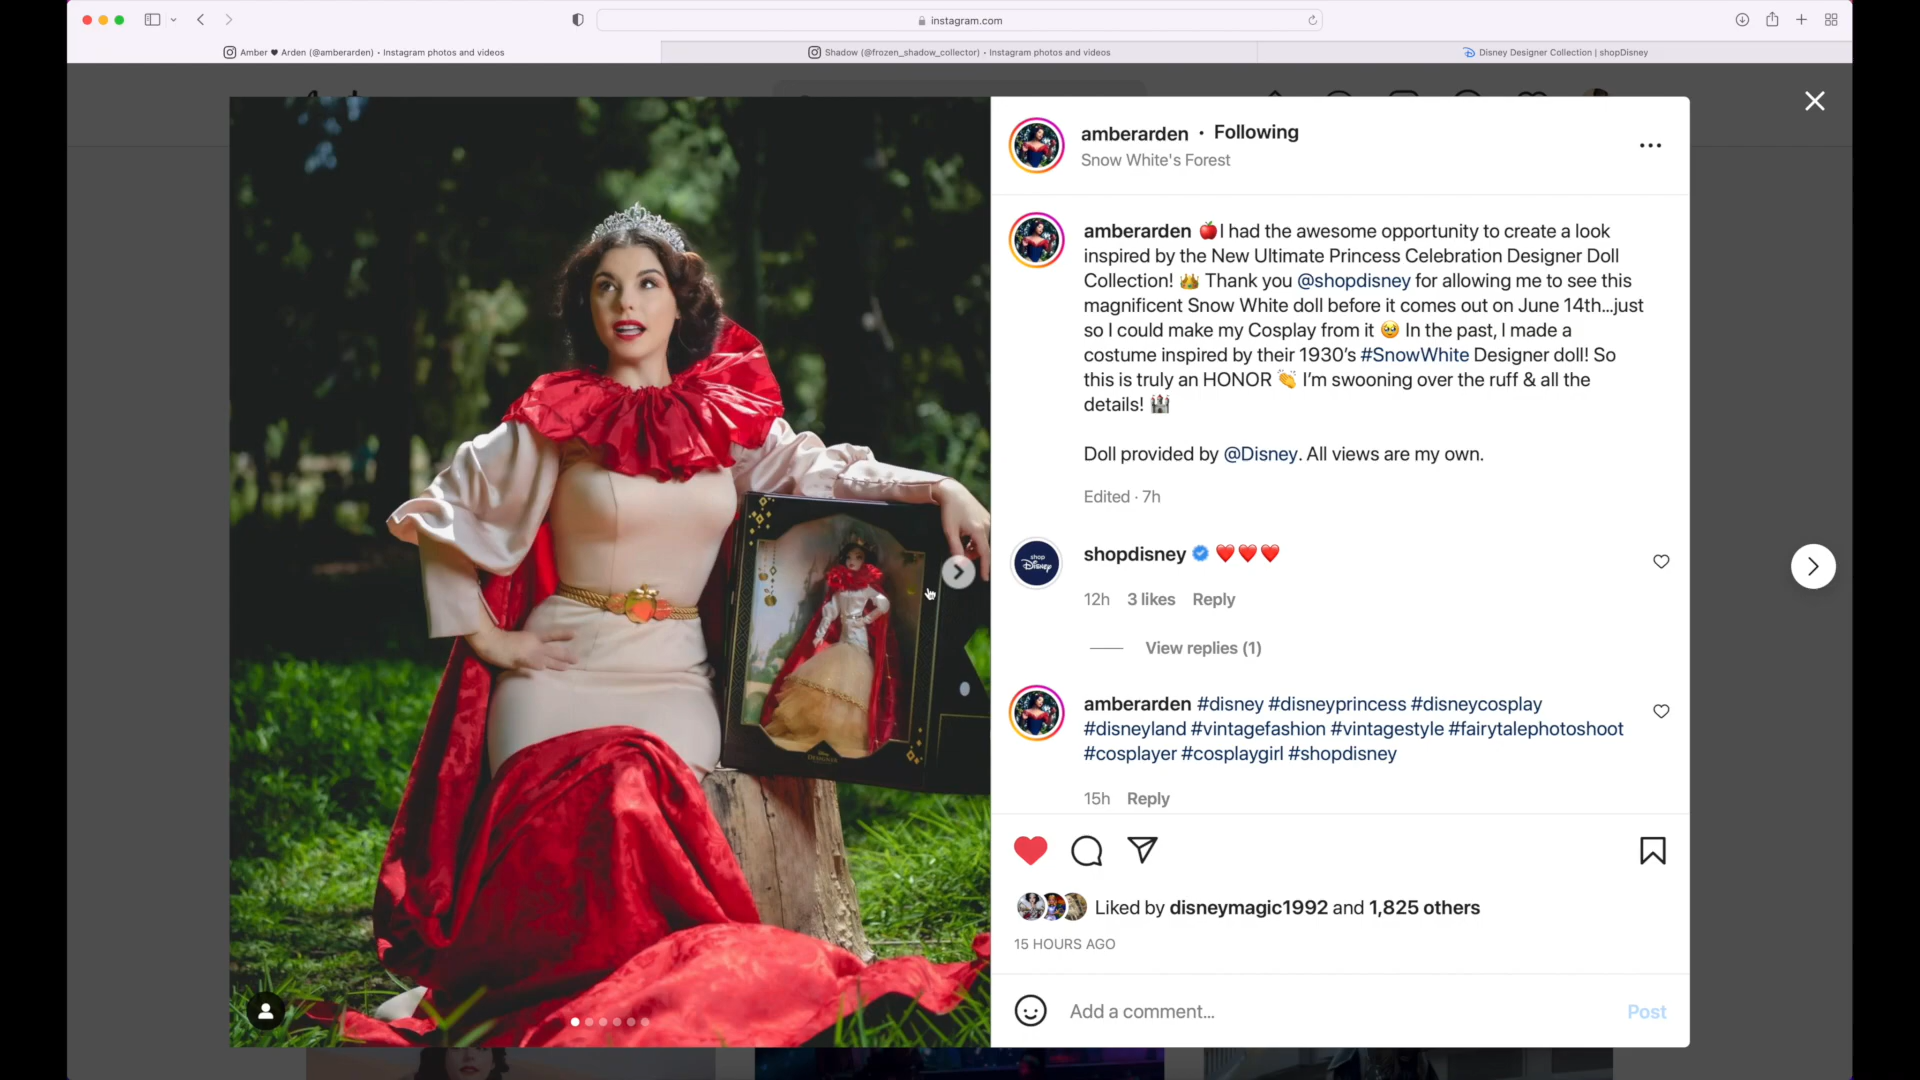 instagram.com
Amber ♥ Arden (@amberarden) • Instagram photos and videos
Shadow (@frozen_shadow_collector) • Instagram photos and videos
Disney Designer Collection | shopDisney
amberarden • Following
Snow White's Forest
amberarden 🍎I had the awesome opportunity to create a look
inspired by the New Ultimate Princess Celebration Designer Doll
Collection! 👑 Thank you @shopdisney for allowing me to see this
magnificent Snow White doll before it comes out on June 14th...just
so I could make my Cosplay from it 🥹 In the past, I made a
costume inspired by their 1930’s #SnowWhite Designer doll! So
this is truly an HONOR 👏 I’m swooning over the ruff & all the
details! 🏰
Doll provided by @Disney. All views are my own.
Edited · 7h
shop Disney
shopdisney ❤️❤️❤️
12h 3 likes Reply
View replies (1)
amberarden #disney #disneyprincess #disneycosplay
#disneyland #vintagefashion #vintagestyle #fairytalephotoshoot
#cosplayer #cosplaygirl #shopdisney
15h Reply
Liked by disneymagic1992 and 1,825 others
15 HOURS AGO
Add a comment...
Post
DESIGNER